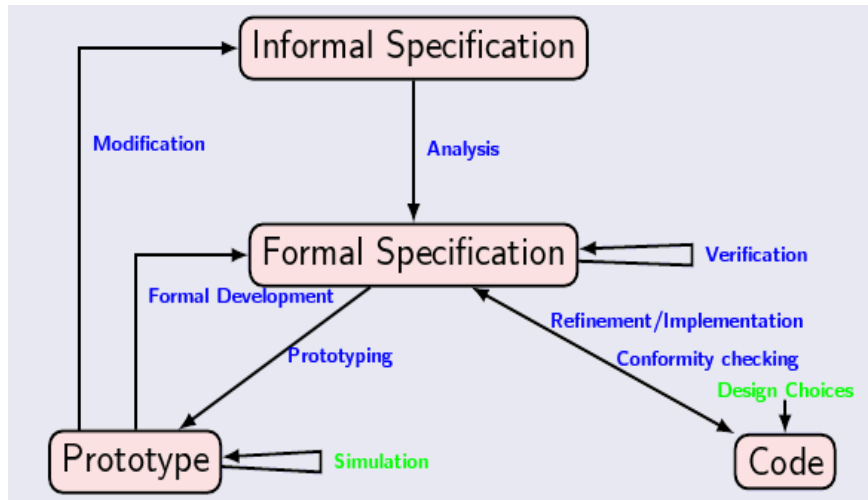 Informal Specification
Modification
Analysis
Formal Specification
Verification
Formal Development
Refinement/Implementation
Prototyping
Conformity checking
Design Choices
Prototype
Simulation
Code